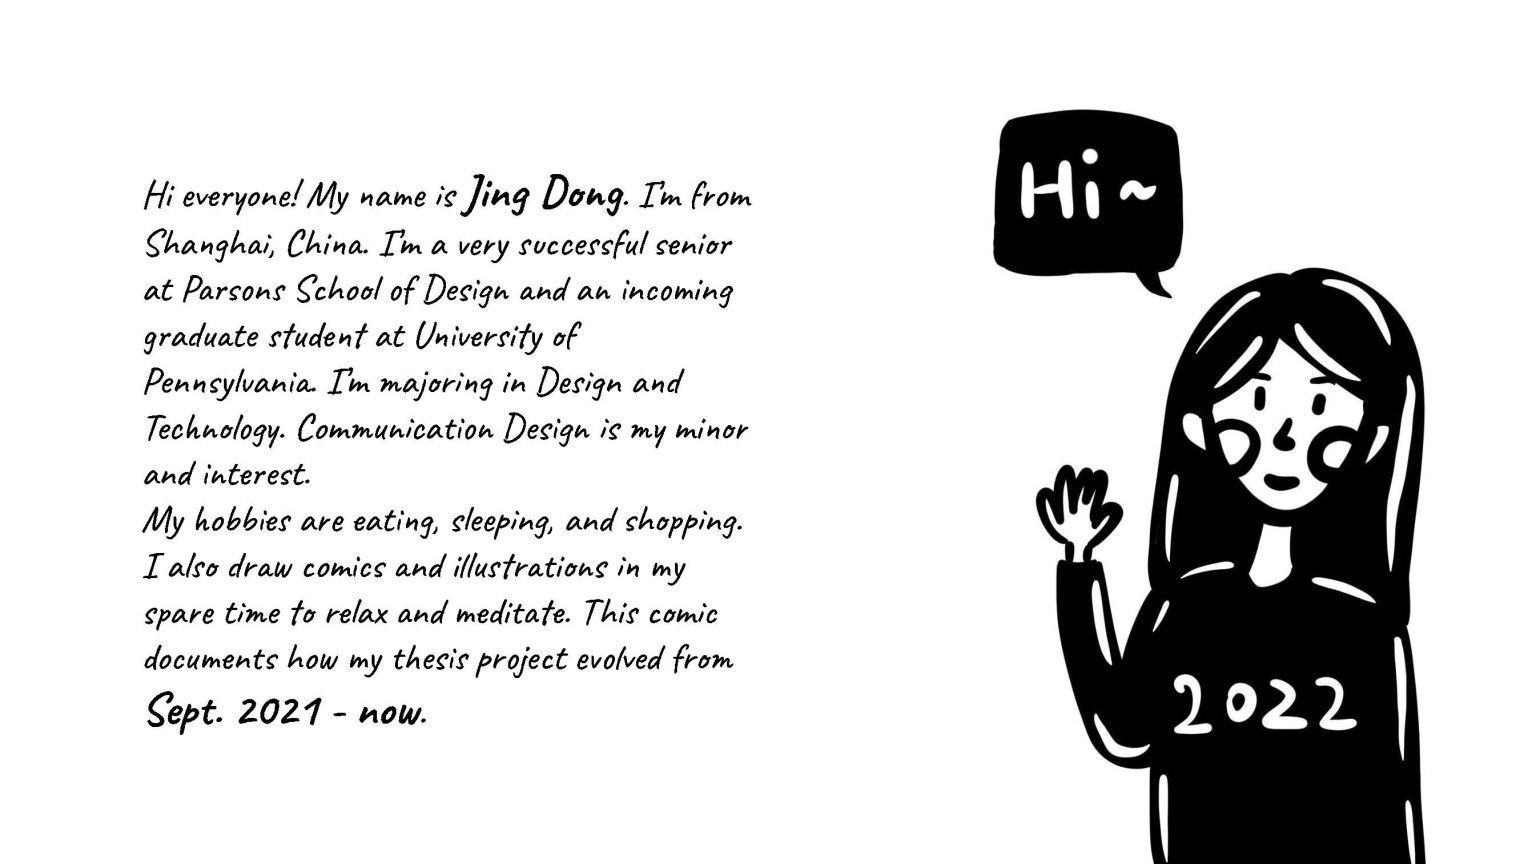 Hi everyone! My name is Jing Dong. I'm from
Shanghai, China. I'm a very successful senior
at Parsons School of Design and an incoming
graduate student at University of
Pennsylvania. I'm majoring in Design and
Technology. Communication Design is my minor
and interest.
My hobbies are eating, sleeping, and shopping.
I also draw comics and illustrations in my
spare time to relax and meditate. This comic
documents how my thesis project evolved from
Sept. 2021 - now.
Hi~
2022